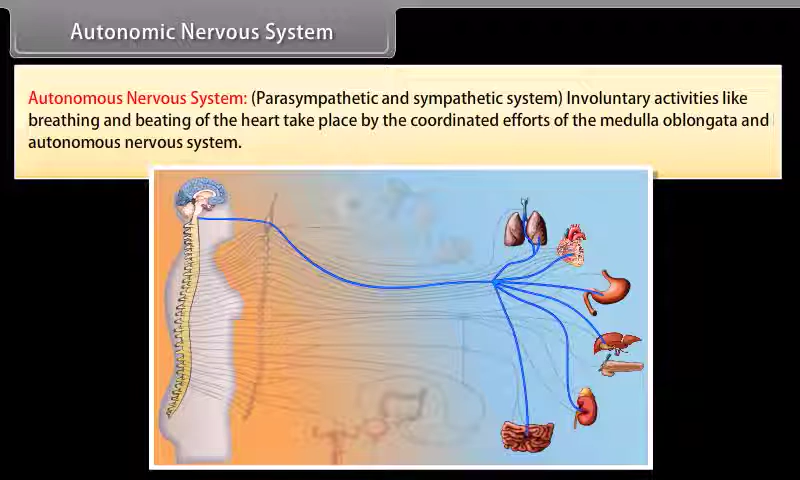 Autonomic Nervous System
Autonomous Nervous System: (Parasympathetic and sympathetic system) Involuntary activities like
breathing and beating of the heart take place by the coordinated efforts of the medulla oblongata and
autonomous nervous system.